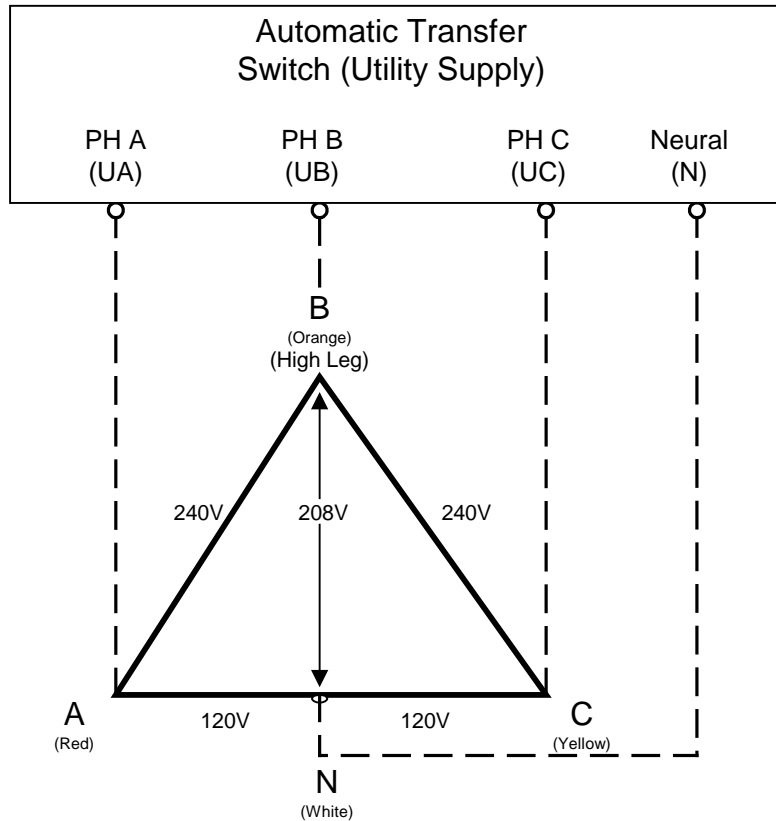 Automatic Transfer
Switch (Utility Supply)
PH A PH B PH C Neural
(UA) (UB) (UC) (N)
B
(Orange)
(High Leg)
240V 208V 240V
A C
(Red) 120V 120V (Yellow)
N
(White)